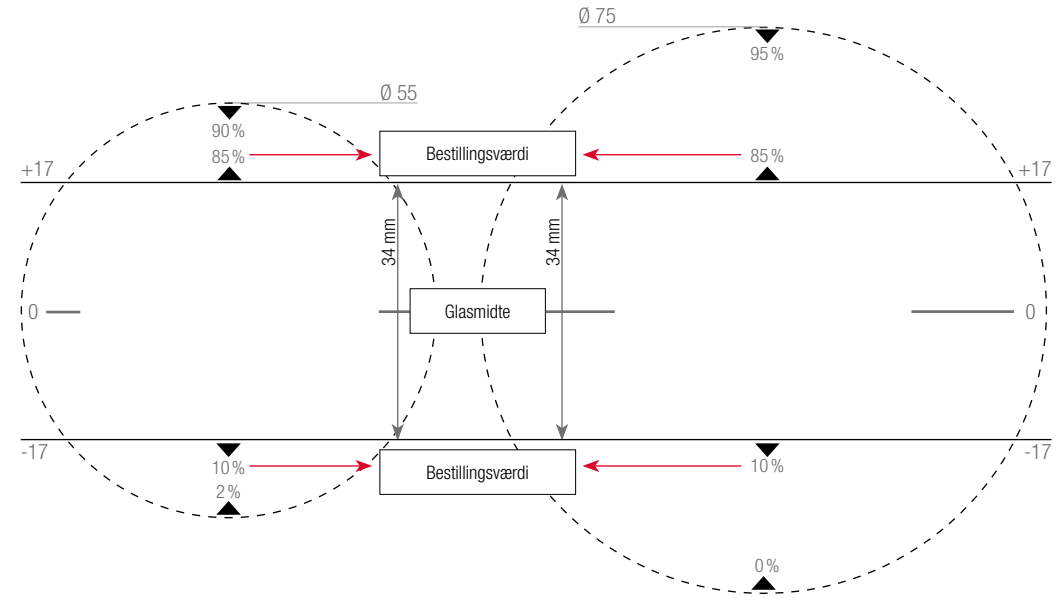 Ø 75
95 %
Ø 55
90 %
85 %
Bestillingsværdi
85 %
+17
+17
34 mm
34 mm
0
Glasmidte
0
-17
-17
10 %
Bestillingsværdi
10 %
2 %
0 %